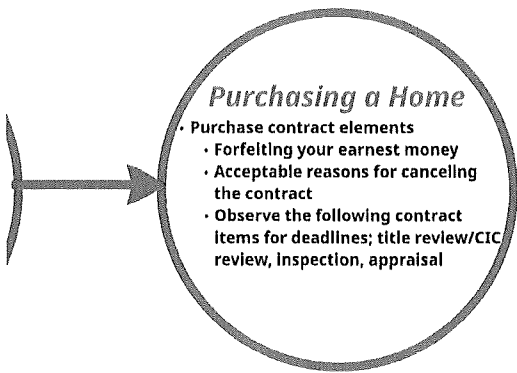 Purchasing a Home
· Purchase contract elements
· Forfeiting your earnest money
· Acceptable reasons for canceling
the contract
· Observe the following contract
items for deadlines; title review/CIC
review, inspection, appraisal